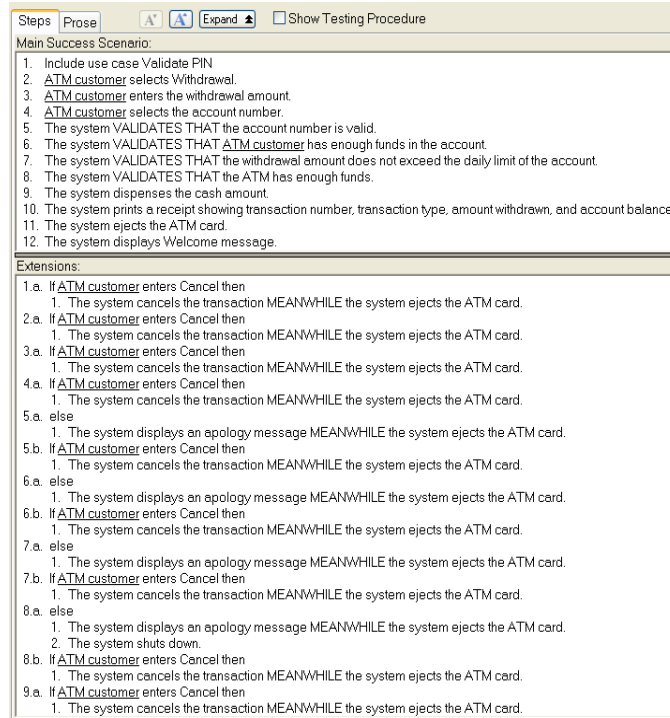 Steps Prose A A Expand Show Testing Procedure
Main Success Scenario:
1. Include use case Validate PIN
2. ATM customer selects Withdrawal.
3. ATM customer enters the withdrawal amount.
4. ATM customer selects the account number.
5. The system VALIDATES THAT the account number is valid.
6. The system VALIDATES THAT ATM customer has enough funds in the account.
7. The system VALIDATES THAT the withdrawal amount does not exceed the daily limit of the account.
8. The system VALIDATES THAT the ATM has enough funds.
9. The system dispenses the cash amount.
10. The system prints a receipt showing transaction number, transaction type, amount withdrawn, and account balance
11. The system ejects the ATM card.
12. The system displays Welcome message.
Extensions:
1.a. If ATM customer enters Cancel then
1. The system cancels the transaction MEANWHILE the system ejects the ATM card.
2.a. If ATM customer enters Cancel then
1. The system cancels the transaction MEANWHILE the system ejects the ATM card.
3.a. If ATM customer enters Cancel then
1. The system cancels the transaction MEANWHILE the system ejects the ATM card.
4.a. If ATM customer enters Cancel then
1. The system cancels the transaction MEANWHILE the system ejects the ATM card.
5.a. else
1. The system displays an apology message MEANWHILE the system ejects the ATM card.
5.b. If ATM customer enters Cancel then
1. The system cancels the transaction MEANWHILE the system ejects the ATM card.
6.a. else
1. The system displays an apology message MEANWHILE the system ejects the ATM card.
6.b. If ATM customer enters Cancel then
1. The system cancels the transaction MEANWHILE the system ejects the ATM card.
7.a. else
1. The system displays an apology message MEANWHILE the system ejects the ATM card.
7.b. If ATM customer enters Cancel then
1. The system cancels the transaction MEANWHILE the system ejects the ATM card.
8.a. else
1. The system displays an apology message MEANWHILE the system ejects the ATM card.
2. The system shuts down.
8.b. If ATM customer enters Cancel then
1. The system cancels the transaction MEANWHILE the system ejects the ATM card.
9.a. If ATM customer enters Cancel then
1. The system cancels the transaction MEANWHILE the system ejects the ATM card.